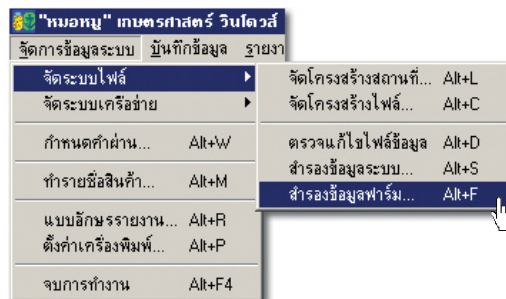 "หมอหมู" เกษตรศาสตร์ วินโดวส์
จัดการข้อมูลระบบ บันทึกข้อมูล รายงา
จัดระบบไฟล์
จัดระบบเครือข่าย
กำหนดคำผ่าน... Alt+W
ทำรายชื่อสินค้า... Alt+M
แบบอักษรรายงาน... Alt+R
ตั้งค่าเครื่องพิมพ์... Alt+P
จบการทำงาน Alt+F4
จัดโครงสร้างสถานที่... Alt+L
จัดโครงสร้างไฟล์... Alt+C
ตรวจแก้ไขไฟล์ข้อมูล Alt+D
สำรองข้อมูลระบบ... Alt+S
สำรองข้อมูลฟาร์ม... Alt+F